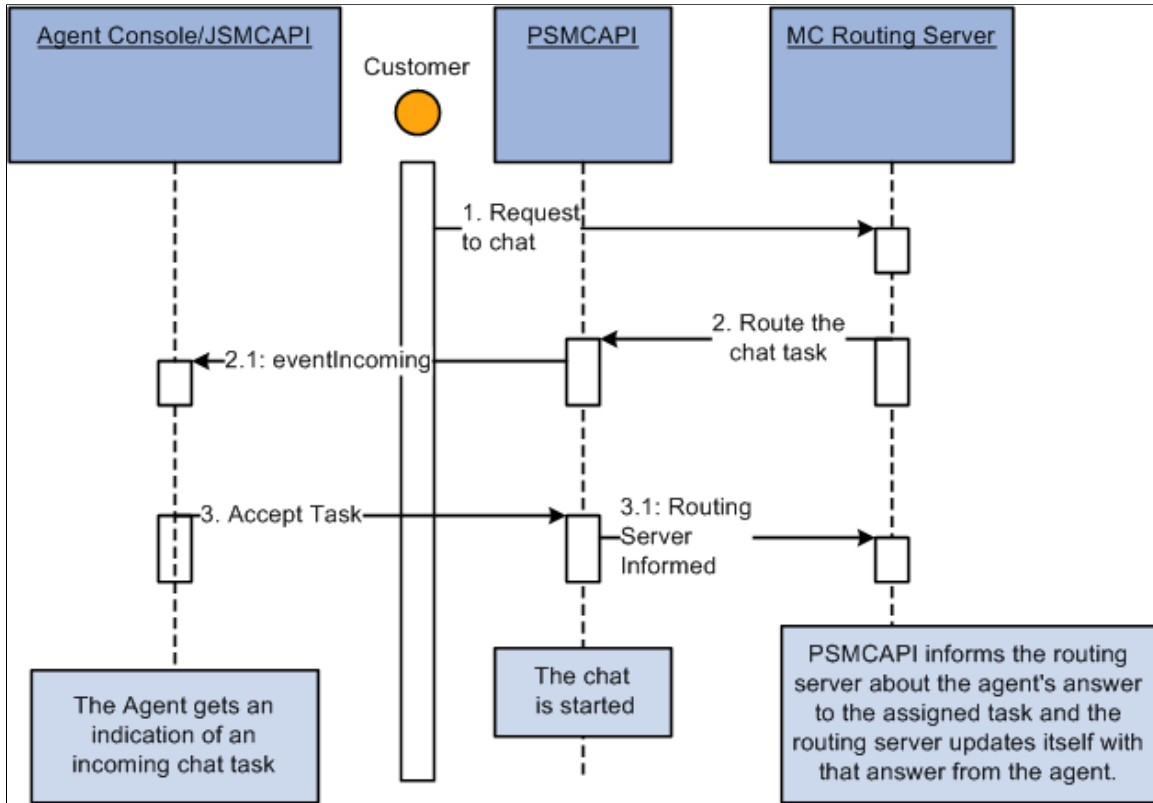 Agent Console/JSMCAPI
Customer
PSMCAPI
MC Routing Server
1. Request
to chat
2. Route the
chat task
2.1: eventIncoming
3. Accept Task
3.1: Routing
Server
Informed
The Agent gets an
indication of an
incoming chat task
The chat
is started
PSMCAPI informs the routing
server about the agent's answer
to the assigned task and the
routing server updates itself with
that answer from the agent.